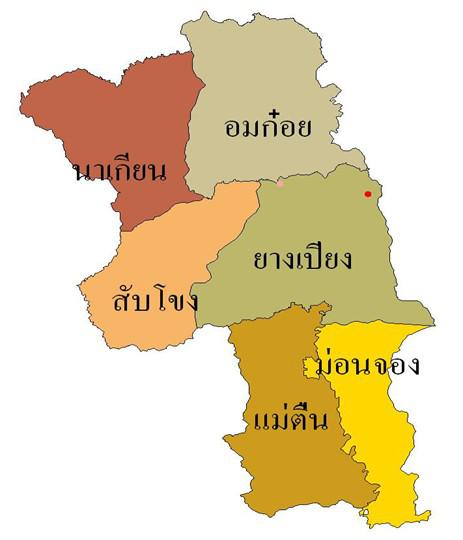 อมก๋อย
นาเกียน
ยางเปียง
สับโขง
ม่อนจอง
แม่ตืน